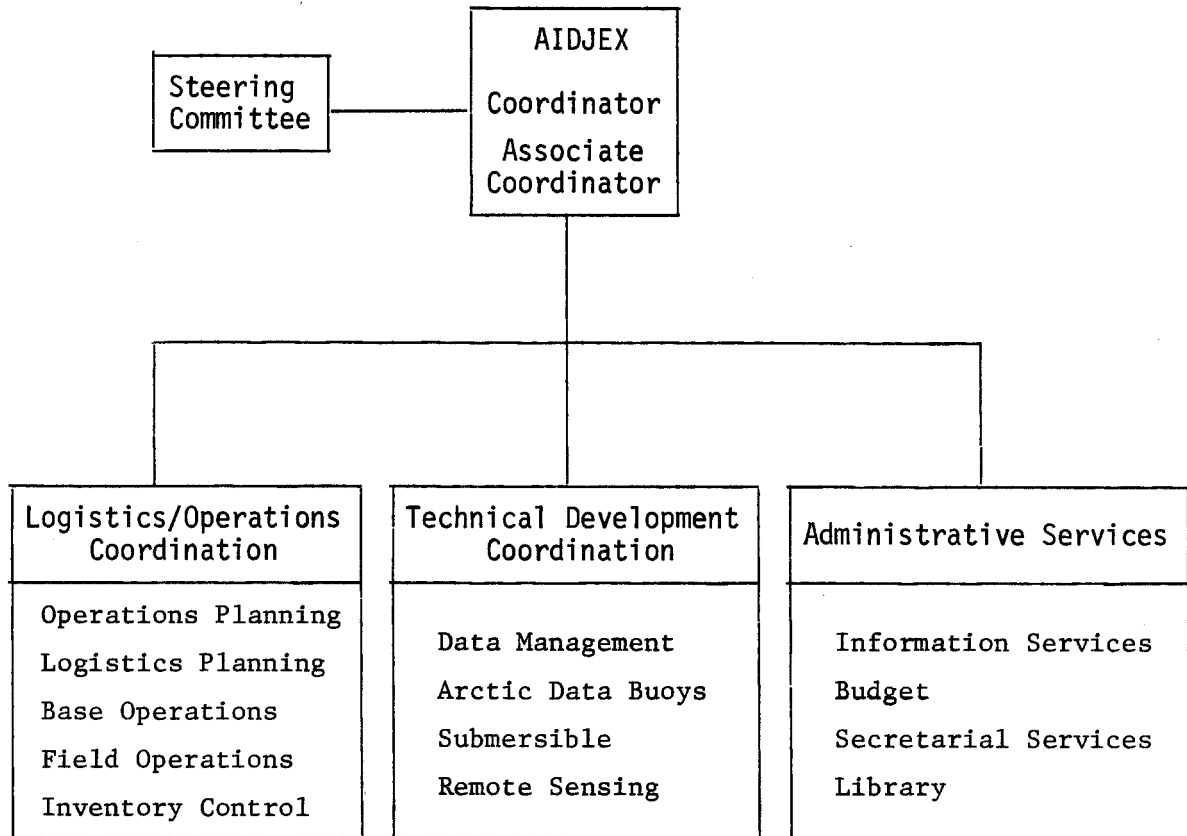 AIDJEX
Steering
Committee
Coordinator
Associate
Coordinator
Logistics/Operations
Coordination
Operations Planning
Logistics Planning
Base Operations
Field Operations
Inventory Control
Technical Development
Coordination
Data Management
Arctic Data Buoys
Submersible
Remote Sensing
Administrative Services
Information Services
Budget
Secretarial Services
Library